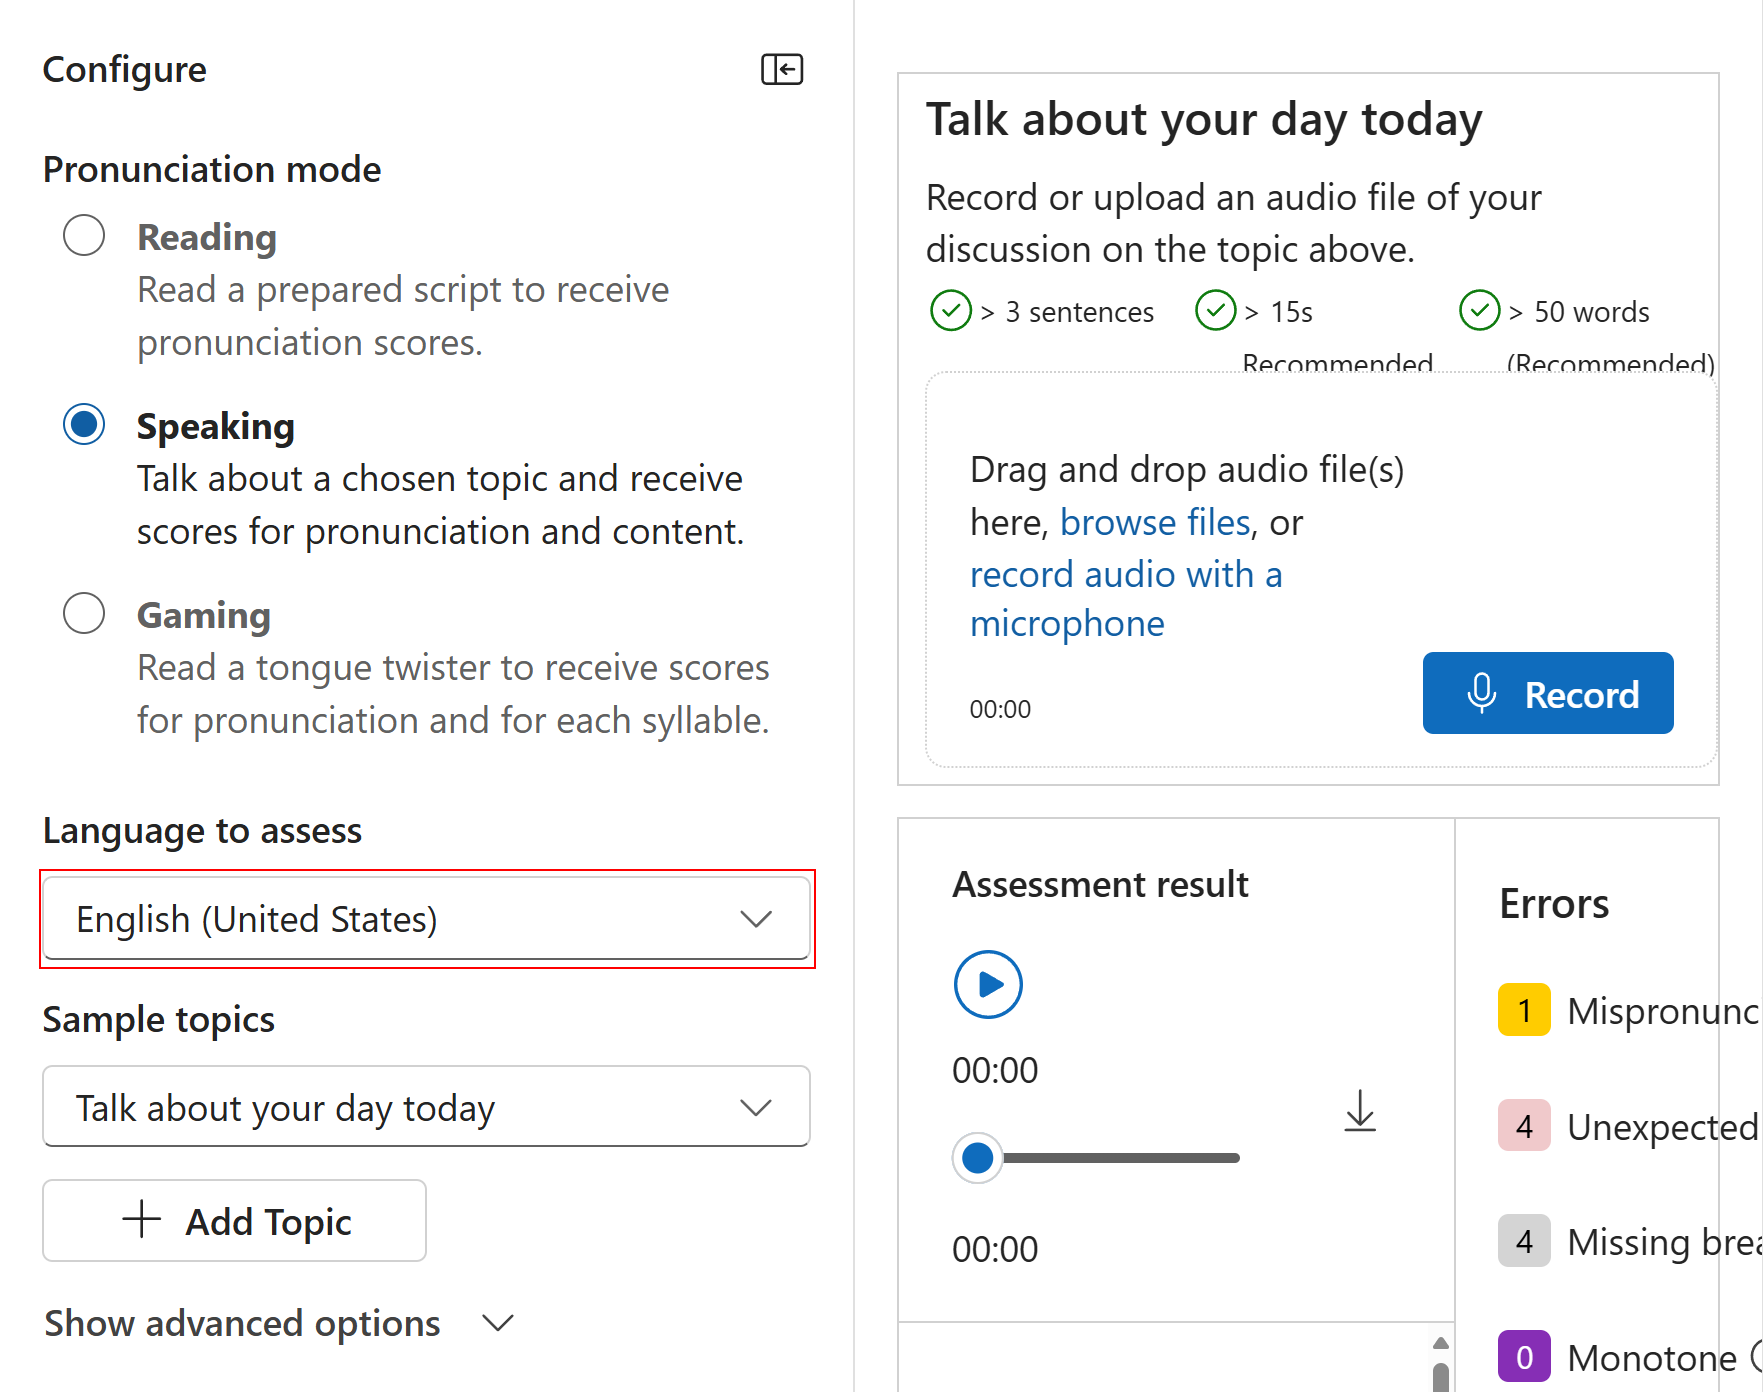 Configure
Pronunciation mode
Reading
Read a prepared script to receive
pronunciation scores.
Speaking
Talk about a chosen topic and receive
scores for pronunciation and content.
Gaming
Read a tongue twister to receive scores
for pronunciation and for each syllable.
Language to assess
English (United States)
Sample topics
Talk about your day today
Add Topic
Show advanced options
Talk about your day today
Record or upload an audio file of your
discussion on the topic above.
> 3 sentences > 15s > 50 words
Recommended (Recommended)
Drag and drop audio file(s)
here, browse files, or
record audio with a
microphone
00:00
Record
Assessment result
00:00
00:00
Errors
1 Mispronunc
4 Unexpected
4 Missing brea
0 Monotone